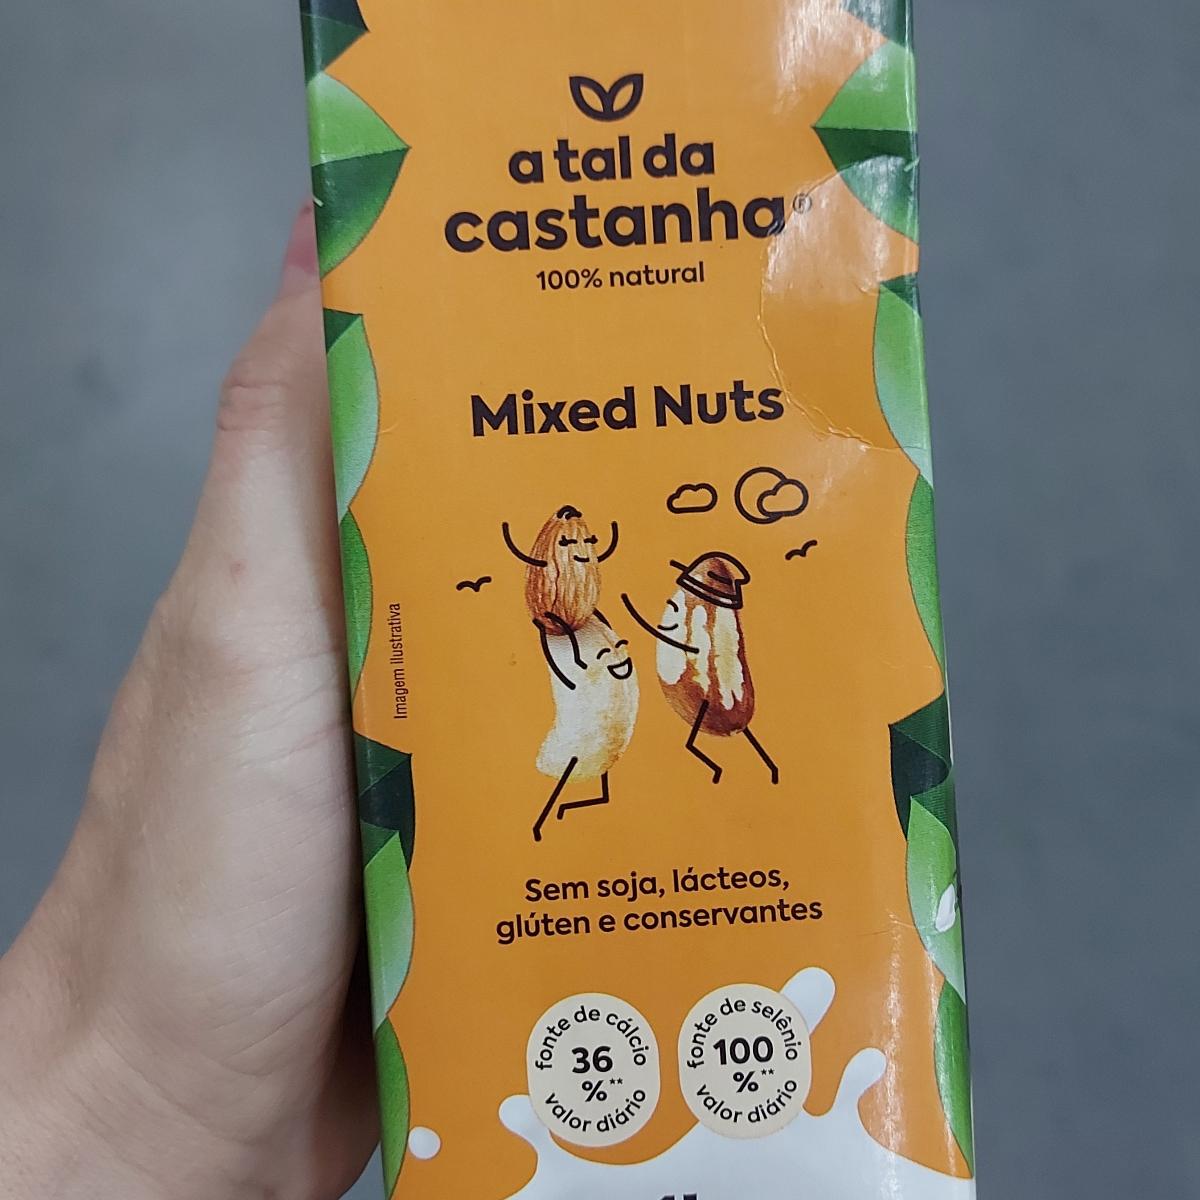 a tal da
castanha®
100% natural
Mixed Nuts
Imagem ilustrativa
Sem soja, lácteos,
glúten e conservantes
fonte de cálcio
36
%**
valor diário
fonte de selênio
100
%**
valor diário